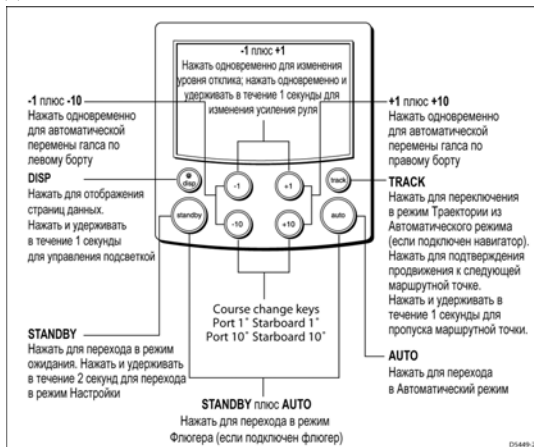 -1 плюс +1
Нажать одновременно для изменения
уровня отклика; нажать одновременно и
удерживать в течение 1 секунды для
изменения усиления руля
-1 плюс -10
Нажать одновременно
для автоматической
перемены галса по
левому борту
+1 плюс +10
Нажать одновременно
для автоматической
перемены галса по
правому борту
DISP
Нажать для отображения
страниц данных.
Нажать и удерживать
в течение 1 секунды
для управления подсветкой
disp
-1
+1
track
standby
-10
+10
auto
TRACK
Нажать для переключения
в режим Траектории из
Автоматического режима
(если подключен навигатор).
Нажать для подтверждения
продвижения к следующей
маршрутной точке.
Нажать и удерживать в
течение 1 секунды для
пропуска маршрутной точки.
Course change keys
Port 1° Starboard 1°
Port 10° Starboard 10°
STANDBY
Нажать для перехода в режим
ожидания. Нажать и удерживать
в течение 2 секунд для перехода
в режим Настройки
AUTO
Нажать для перехода
в Автоматический режим
STANDBY плюс AUTO
Нажать для перехода в режим
Флюгера (если подключен флюгер)
D5449-2